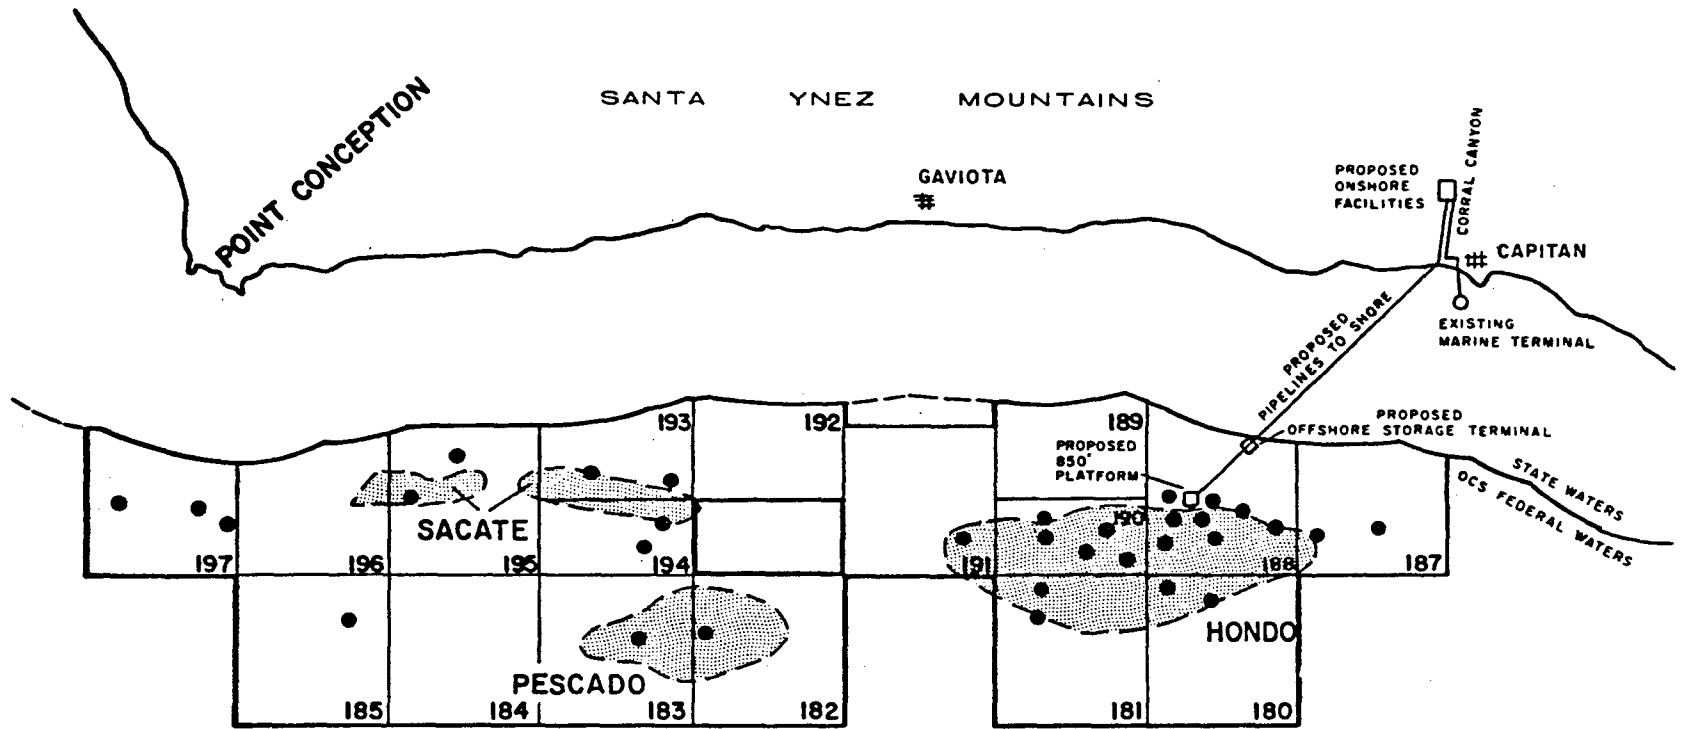 SANTA YNEZ MOUNTAINS
POINT CONCEPTION
GAVIOTA
PROPOSED
ONSHORE
FACILITIES
CORRAL CANYON
CAPITAN
EXISTING
MARINE TERMINAL
PROPOSED
PIPELINES TO SHORE
PROPOSED
OFFSHORE STORAGE TERMINAL
PROPOSED
850'
PLATFORM
STATE WATERS
OCS FEDERAL WATERS
193
192
189
190
SACATE
197
196
195
194
191
188
187
HONDO
PESCADO
185
184
183
182
181
180